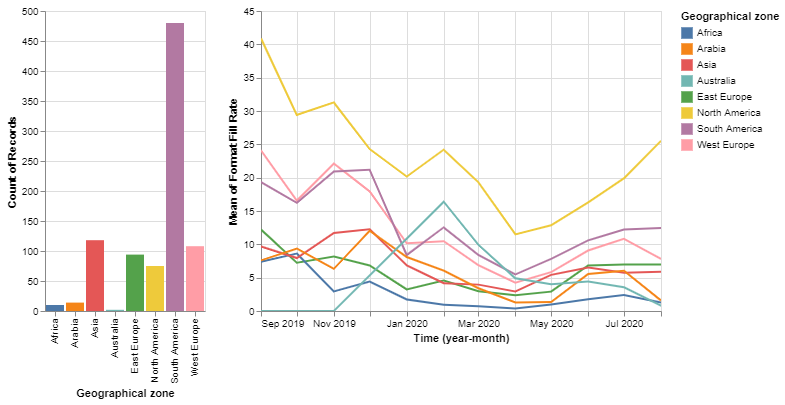 500
450
400
350
300
250
200
150
100
50
0
Count of Records
Africa
Arabia
Asia
Australia
East Europe
North America
South America
West Europe
Geographical zone
45
40
35
30
25
20
15
10
5
0
Mean of Format Fill Rate
Sep 2019
Nov 2019
Jan 2020
Mar 2020
May 2020
Jul 2020
Time (year-month)
Geographical zone
Africa
Arabia
Asia
Australia
East Europe
North America
South America
West Europe